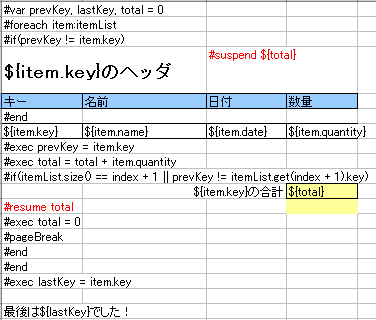 #var prevKey, lastKey, total = 0
#foreach item:itemList
#if(prevKey != item.key)
#suspend ${total}
${item.key}のヘッダ
キー 名前 日付 数量
#end
${item.key} ${item.name} ${item.date} ${item.quantity}
#exec prevKey = item.key
#exec total = total + item.quantity
#if(itemList.size() == index + 1 || prevKey != itemList.get(index + 1).key)
${item.key}の合計 ${total}
#resume total
#exec total = 0
#pageBreak
#end
#end
#exec lastKey = item.key
最後は${lastKey}でした！